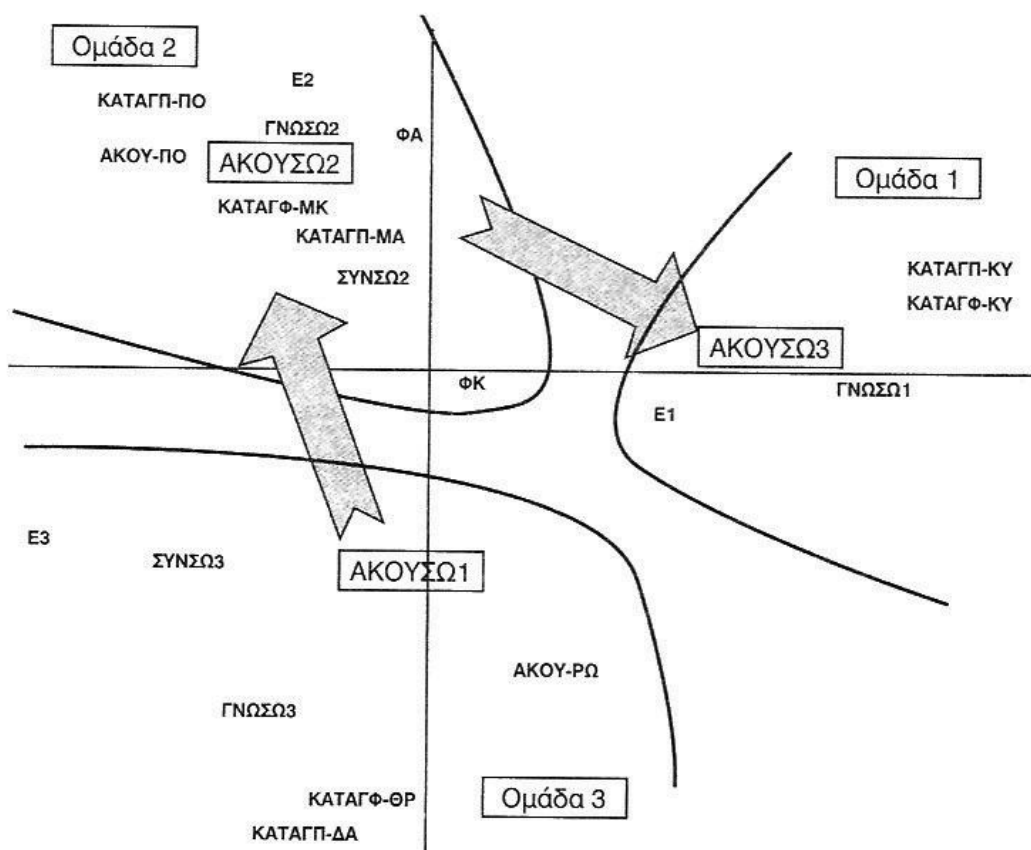 Ομάδα 2
Ε2
ΚΑΤΑΓΠ-ΠΟ
ΓΝΩΣΩ2
ΦΑ
ΑΚΟΥ-ΠΟ
ΑΚΟΥΣΩ2
Ομάδα 1
ΚΑΤΑΓΦ-ΜΚ
ΚΑΤΑΓΠ-ΜΑ
ΣΥΝΣΩ2
ΚΑΤΑΓΠ-ΚΥ
ΚΑΤΑΓΦ-ΚΥ
ΑΚΟΥΣΩ3
ΦΚ
ΓΝΩΣΩ1
Ε1
Ε3
ΣΥΝΣΩ3
ΑΚΟΥΣΩ1
ΑΚΟΥ-ΡΩ
ΓΝΩΣΩ3
ΚΑΤΑΓΦ-ΘΡ
Ομάδα 3
ΚΑΤΑΓΠ-ΔΑ